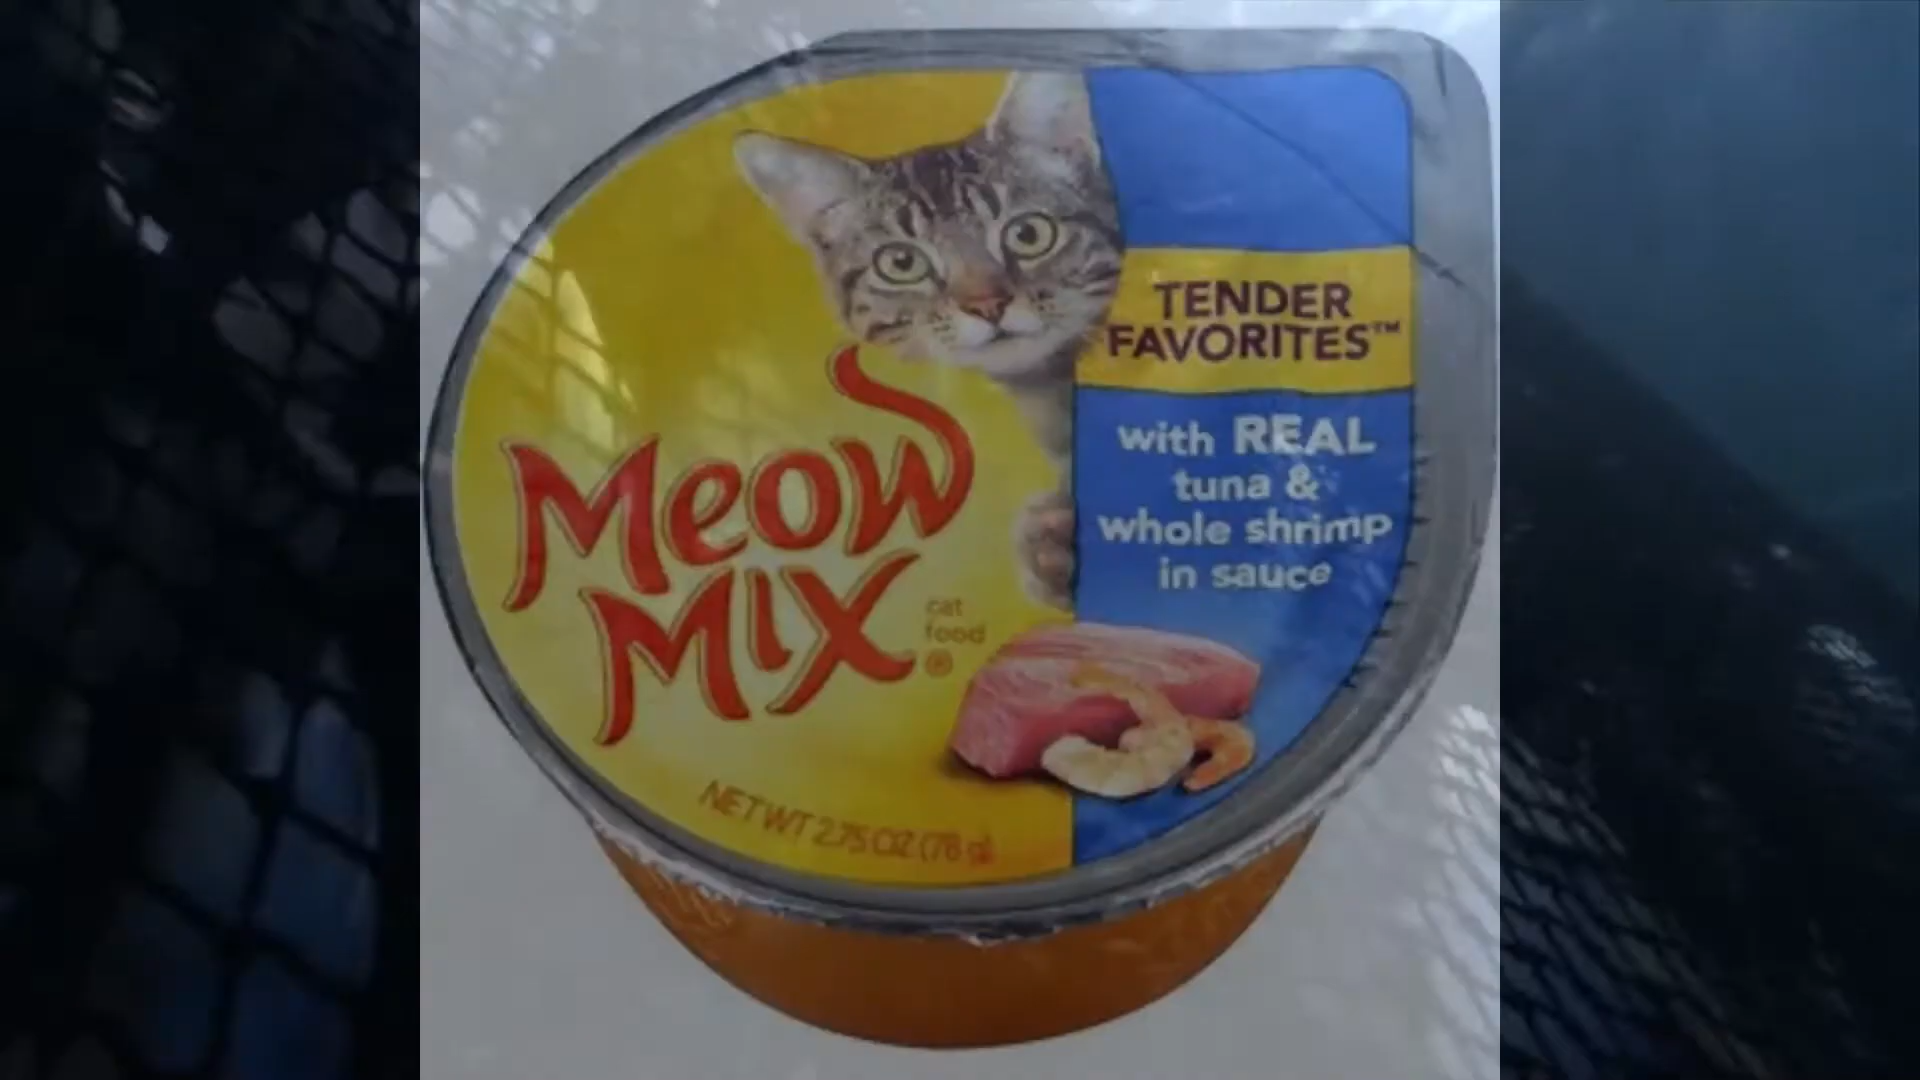 MEOW
MIX
cat
food
®
NET WT 2.75 OZ (78 g)
TENDER
FAVORITES™
with REAL
tuna &
whole shrimp
in sauce